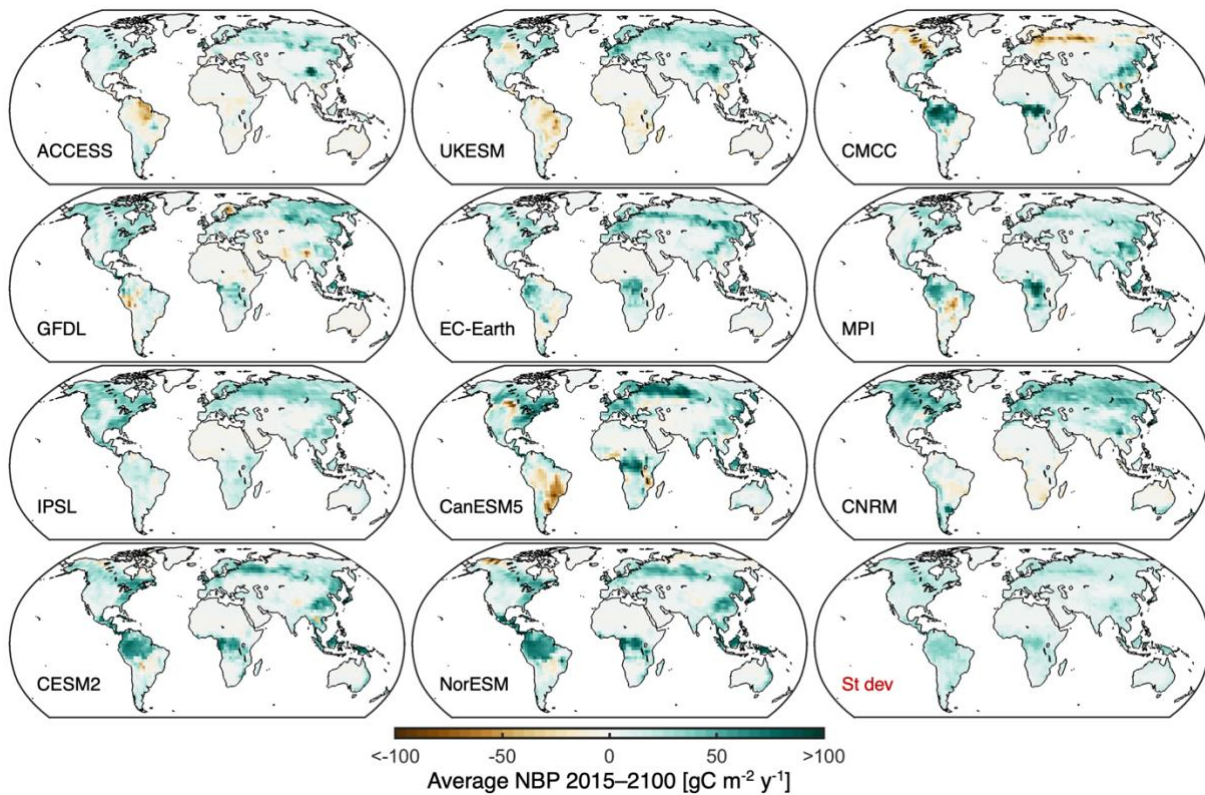 ACCESS
UKESM
CMCC
GFDL
EC-Earth
MPI
IPSL
CanESM5
CNRM
CESM2
NorESM
St dev
<-100 -50 0 50 >100
Average NBP 2015–2100 [gC m⁻² y⁻¹]